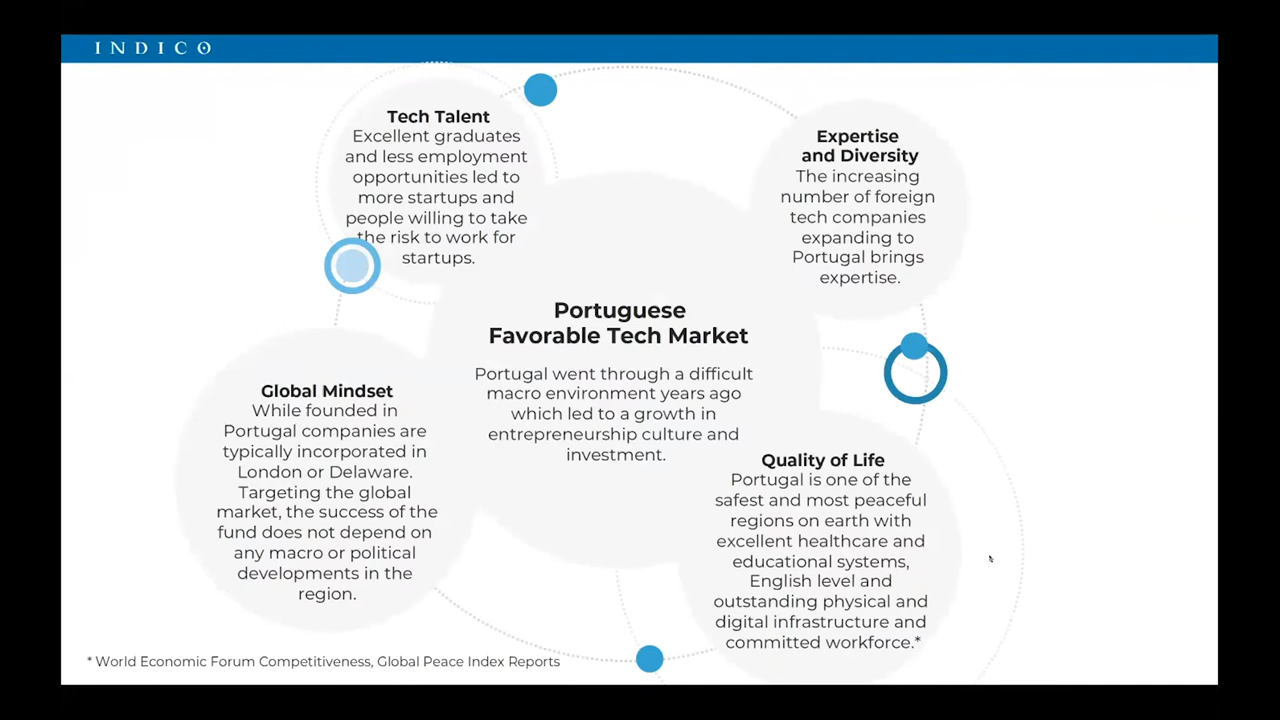 INDICO
Tech Talent
Excellent graduates
and less employment
opportunities led to
more startups and
people willing to take
the risk to work for
startups.
Expertise
and Diversity
The increasing
number of foreign
tech companies
expanding to
Portugal brings
expertise.
Portuguese
Favorable Tech Market
Portugal went through a difficult
macro environment years ago
which led to a growth in
entrepreneurship culture and
investment.
Global Mindset
While founded in
Portugal companies are
typically incorporated in
London or Delaware.
Targeting the global
market, the success of the
fund does not depend on
any macro or political
developments in the
region.
Quality of Life
Portugal is one of the
safest and most peaceful
regions on earth with
excellent healthcare and
educational systems,
English level and
outstanding physical and
digital infrastructure and
committed workforce.*
* World Economic Forum Competitiveness, Global Peace Index Reports